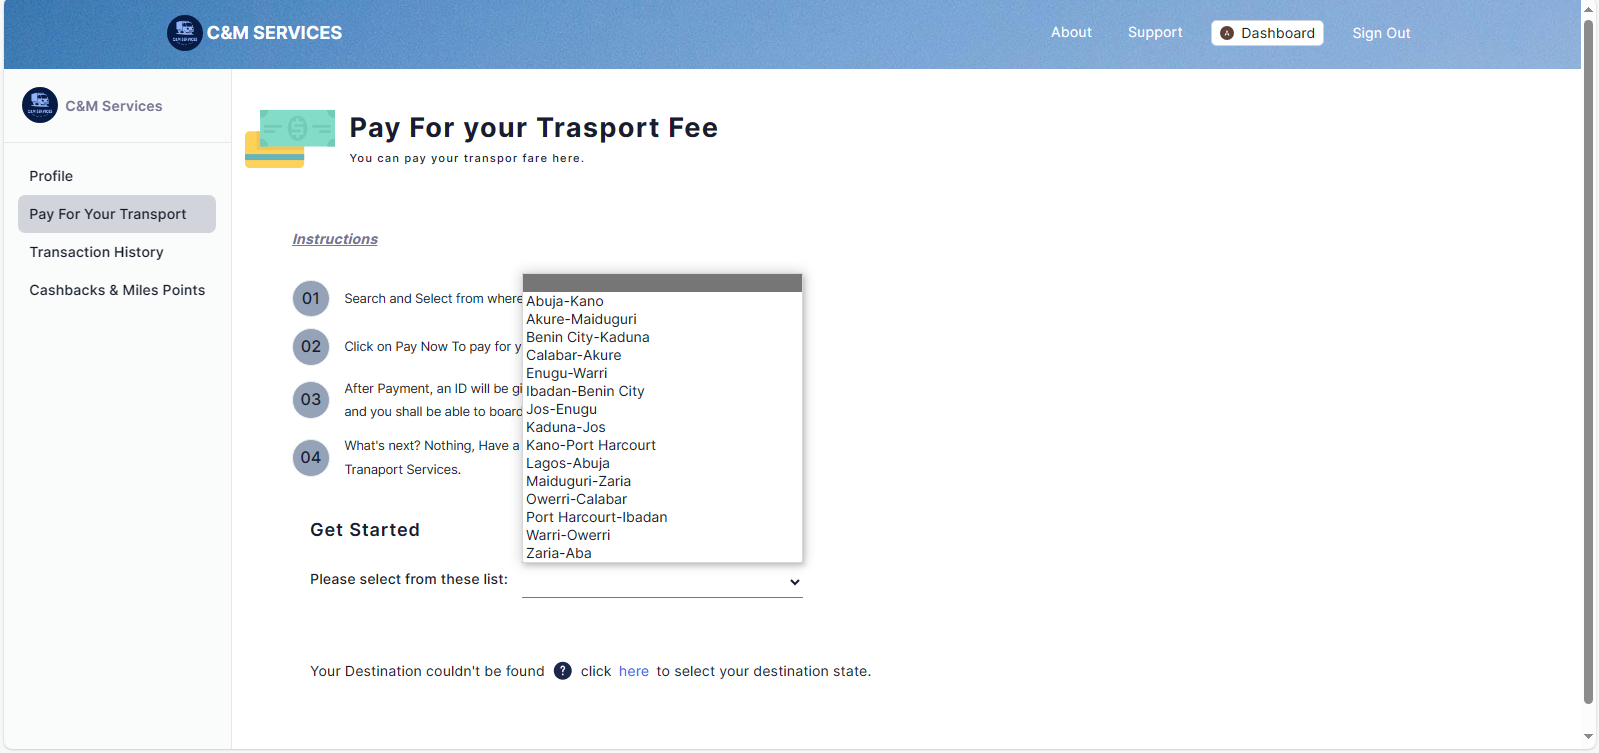 C&M SERVICES
About
Support
A Dashboard
Sign Out
C&M Services
Profile
Pay For Your Transport
Transaction History
Cashbacks & Miles Points
Pay For your Trasport Fee
You can pay your transpor fare here.
Instructions
01 Search and Select from where
02 Click on Pay Now To pay for y
03 After Payment, an ID will be gi
and you shall be able to board
04 What's next? Nothing, Have a
Tranaport Services.
Abuja-Kano
Akure-Maiduguri
Benin City-Kaduna
Calabar-Akure
Enugu-Warri
Ibadan-Benin City
Jos-Enugu
Kaduna-Jos
Kano-Port Harcourt
Lagos-Abuja
Maiduguri-Zaria
Owerri-Calabar
Port Harcourt-Ibadan
Warri-Owerri
Zaria-Aba
Get Started
Please select from these list:
Your Destination couldn't be found ? click here to select your destination state.